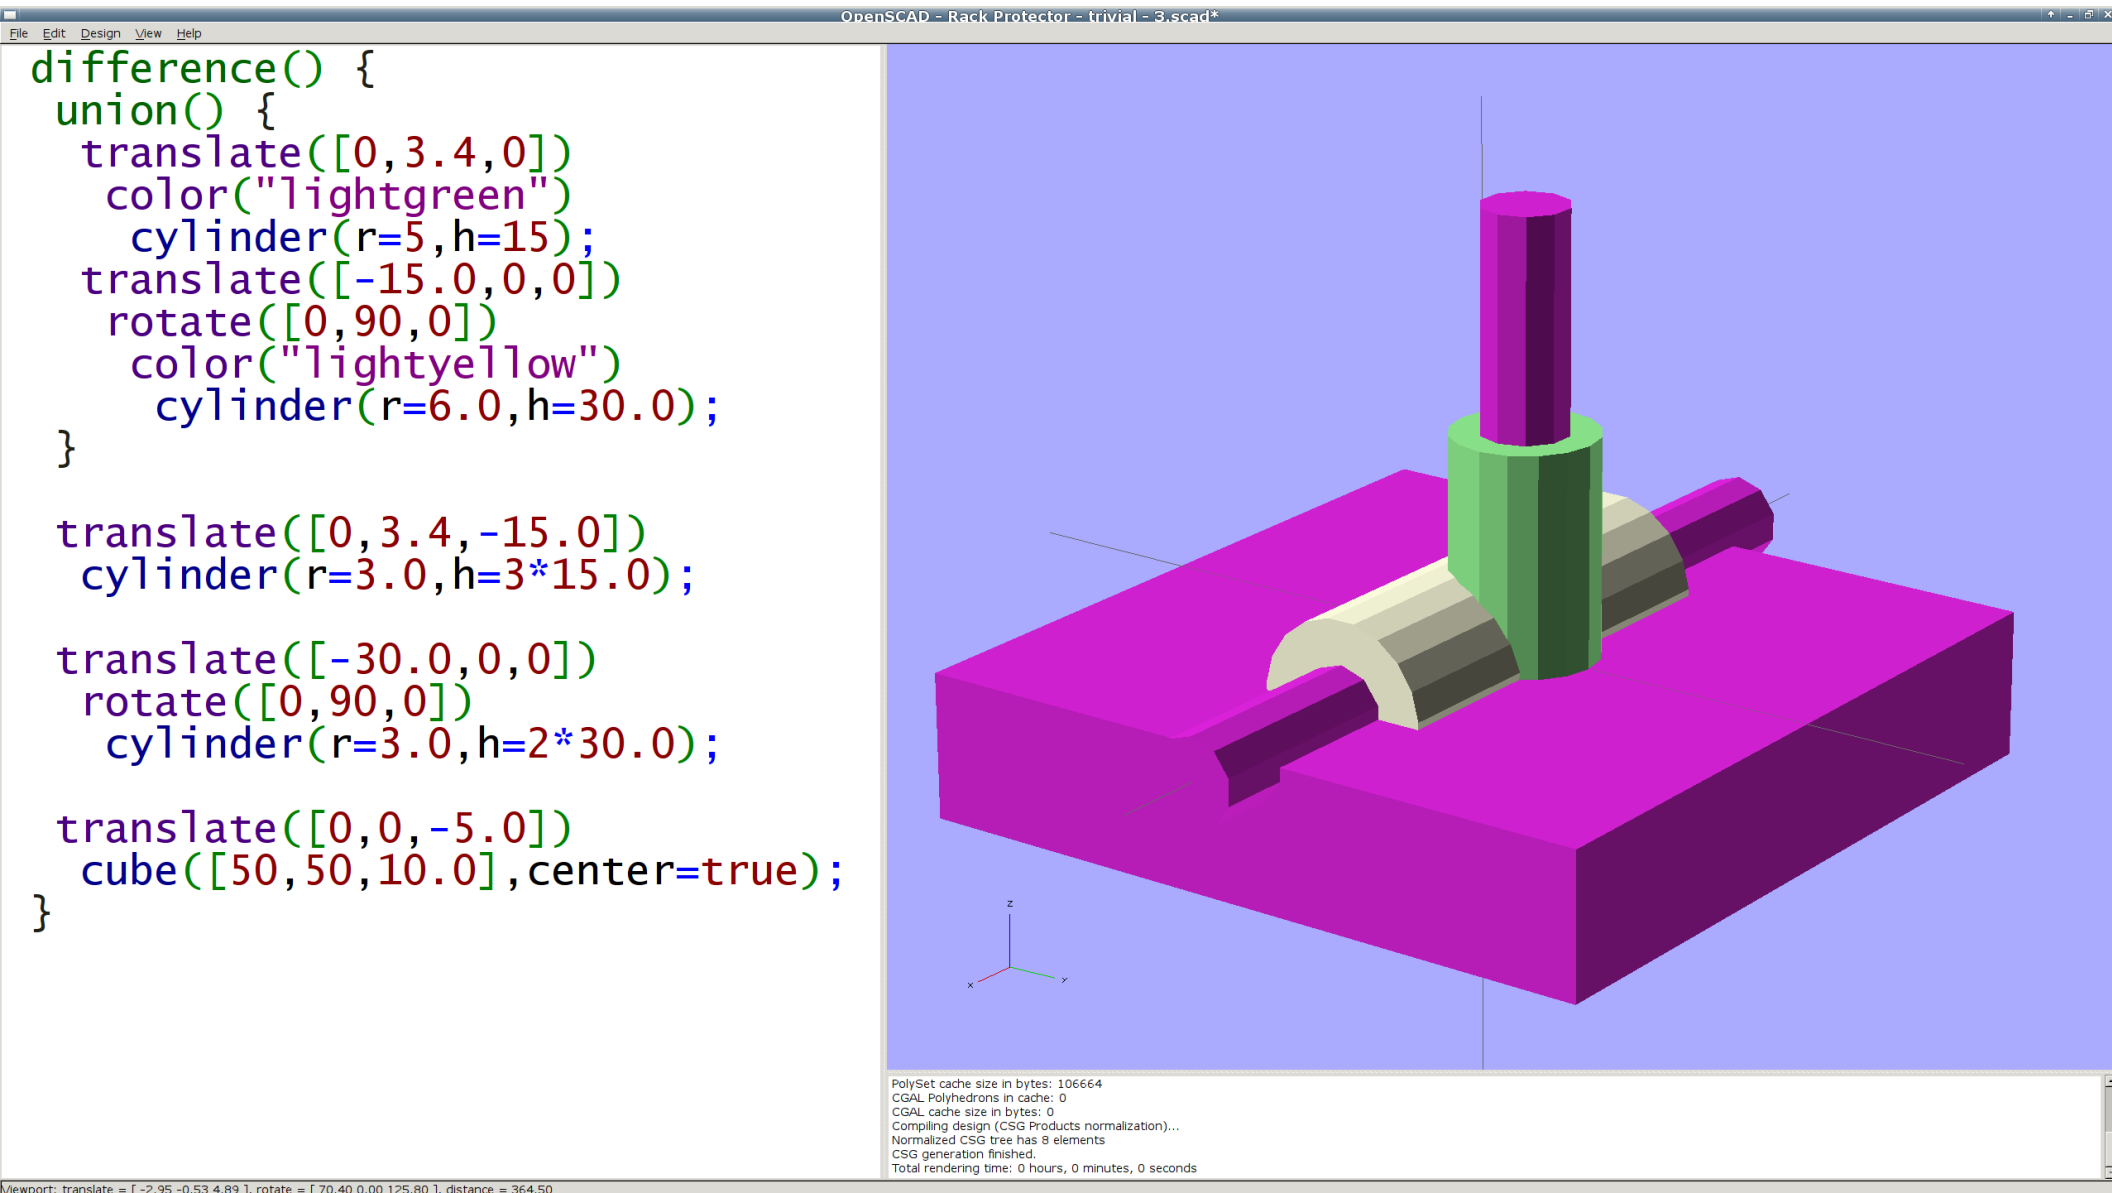 OpenSCAD - Rack Protector - trivial - 3.scad*
File Edit Design View Help
difference() {
union() {
translate([0,3.4,0])
color("lightgreen")
cylinder(r=5,h=15);
translate([-15.0,0,0])
rotate([0,90,0])
color("lightyellow")
cylinder(r=6.0,h=30.0);
}
translate([0,3.4,-15.0])
cylinder(r=3.0,h=3*15.0);
translate([-30.0,0,0])
rotate([0,90,0])
cylinder(r=3.0,h=2*30.0);
translate([0,0,-5.0])
cube([50,50,10.0],center=true);
}
z
x
y
PolySet cache size in bytes: 106664
CGAL Polyhedrons in cache: 0
CGAL cache size in bytes: 0
Compiling design (CSG Products normalization)...
Normalized CSG tree has 8 elements
CSG generation finished.
Total rendering time: 0 hours, 0 minutes, 0 seconds
Viewport: translate = [ -2.95 -0.53 4.89 ], rotate = [ 70.40 0.00 125.80 ], distance = 364.50